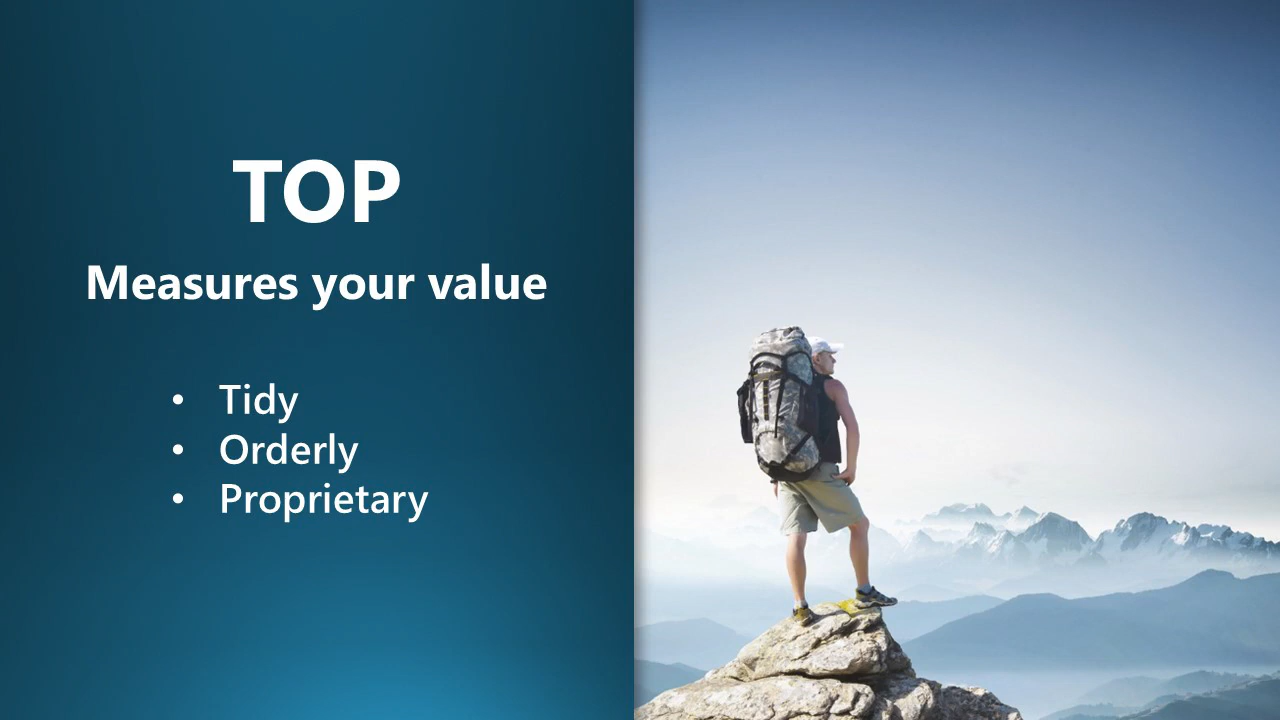 TOP
Measures your value
• Tidy
• Orderly
• Proprietary